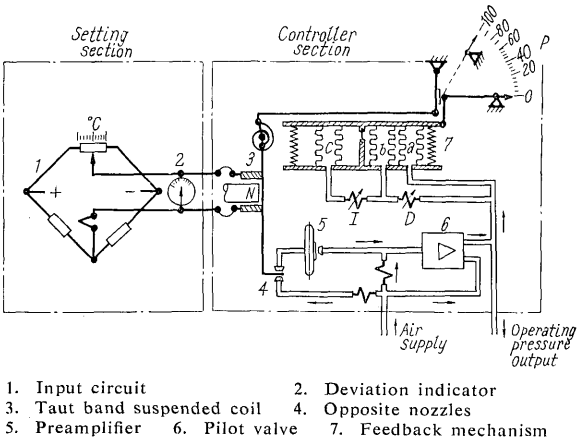 Setting section
Controller section
100
80
60
40
20
0
P
°C
1
2
3
+
−
N
c
b
a
7
I
D
5
6
4
Air supply
Operating pressure output
1. Input circuit 2. Deviation indicator
3. Taut band suspended coil 4. Opposite nozzles
5. Preamplifier 6. Pilot valve 7. Feedback mechanism